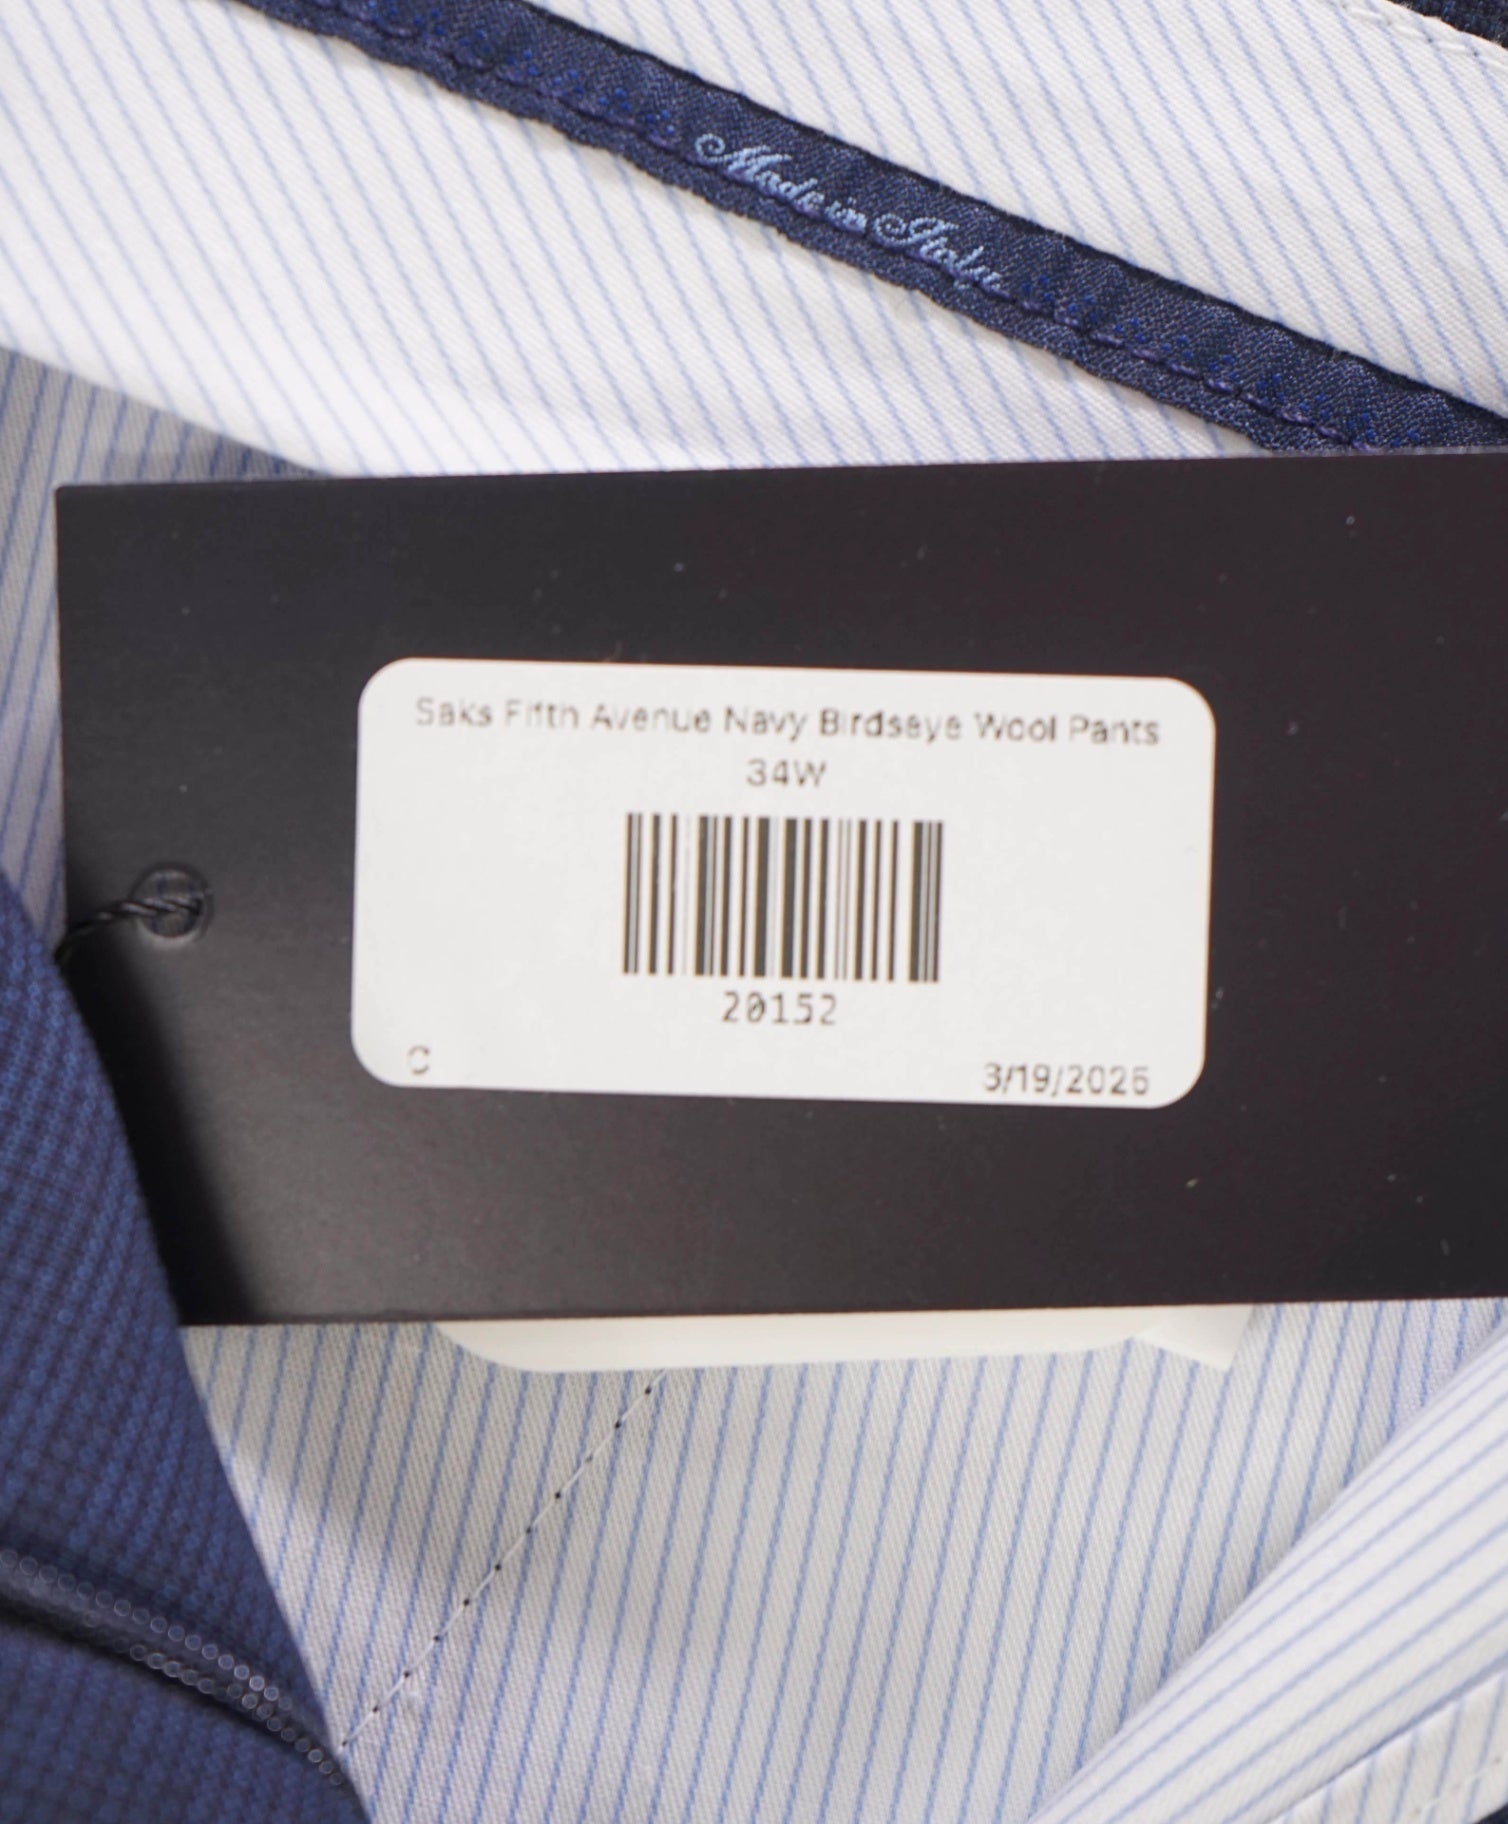 Made in Italy
Saks Fifth Avenue Navy Birdseye Wool Pants
34W
20152
C
3/19/2026